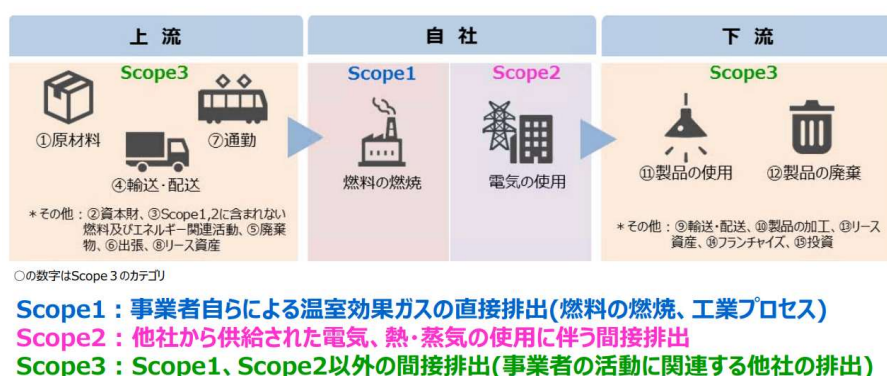 上 流
自 社
下 流
Scope3
Scope1
Scope2
Scope3
①原材料
⑦通勤
④輸送・配送
燃料の燃焼
電気の使用
⑪製品の使用
⑫製品の廃棄
*その他：②資本財、③Scope1,2に含まれない
燃料及びエネルギー関連活動、⑤廃棄
物、⑥出張、⑧リース資産
*その他：⑨輸送・配送、⑩製品の加工、⑬リース
資産、⑭フランチャイズ、⑮投資
○の数字はScope 3 のカテゴリ
Scope1：事業者自らによる温室効果ガスの直接排出(燃料の燃焼、工業プロセス)
Scope2：他社から供給された電気、熱・蒸気の使用に伴う間接排出
Scope3：Scope1、Scope2以外の間接排出(事業者の活動に関連する他社の排出)